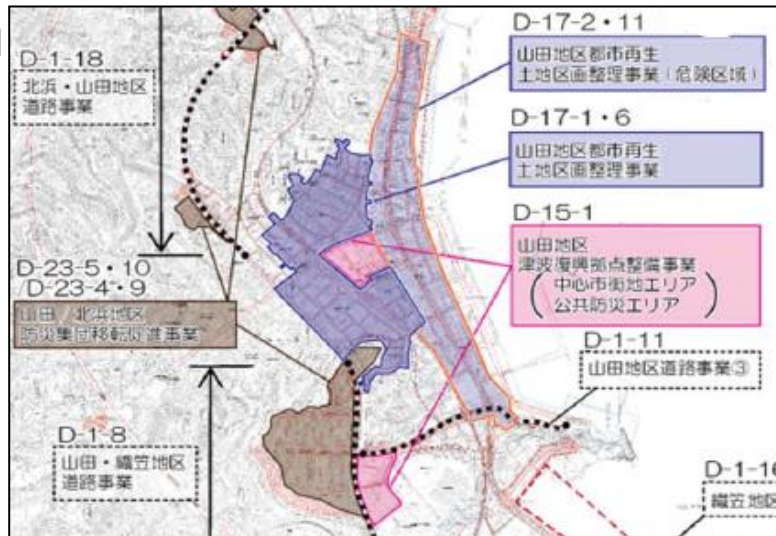 D-17-2・11
山田地区都市再生
土地区画整理事業(危険区域)
D-1-18
北浜・山田地区
道路事業
D-17-1・6
山田地区都市再生
土地区画整理事業
D-15-1
山田地区
津波復興拠点整備事業
(中心市街地エリア
公共防災エリア)
D-23-5・10
D-23-4・9
山田/北浜地区
防災集団移転促進事業
D-1-11
山田地区道路事業③
D-1-8
山田・織笠地区
道路事業
D-1-16
織笠地区